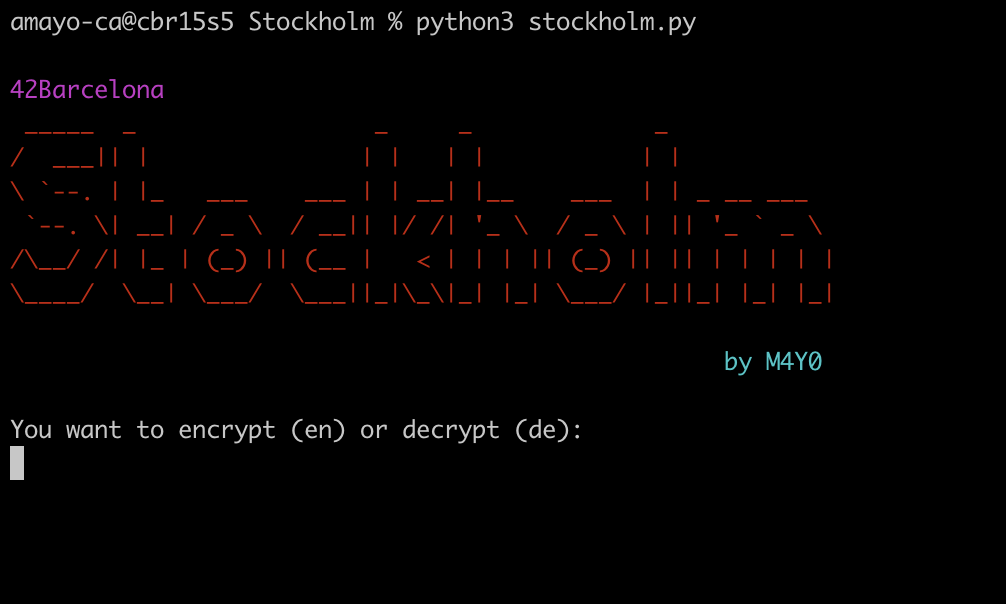 amayo-ca@cbr15s5 Stockholm % python3 stockholm.py
42Barcelona
Stockholm
by M4Y0
You want to encrypt (en) or decrypt (de):